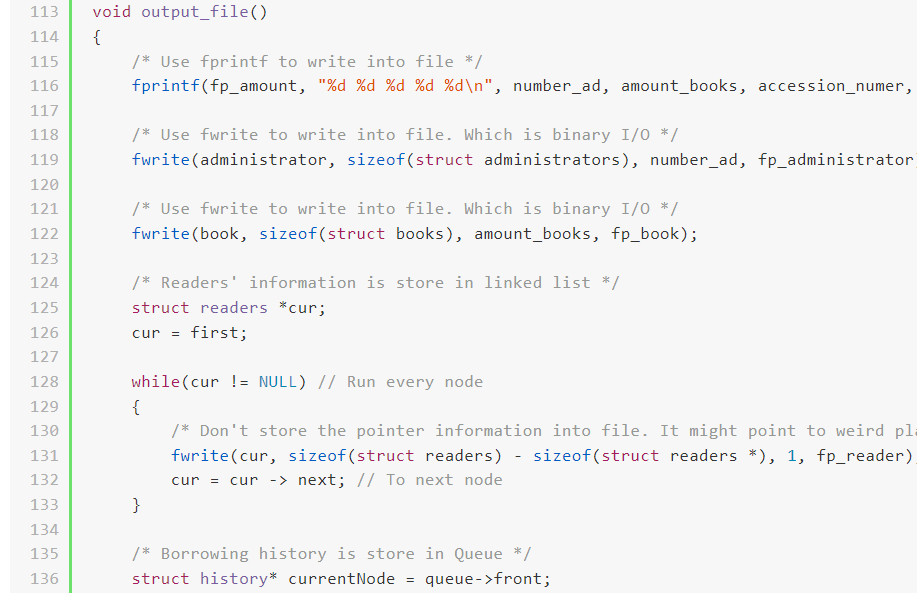 113 void output_file()
114 {
115 /* Use fprintf to write into file */
116 fprintf(fp_amount, "%d %d %d %d %d\n", number_ad, amount_books, accession_numer,
117
118 /* Use fwrite to write into file. Which is binary I/O */
119 fwrite(administrator, sizeof(struct administrators), number_ad, fp_administrator)
120
121 /* Use fwrite to write into file. Which is binary I/O */
122 fwrite(book, sizeof(struct books), amount_books, fp_book);
123
124 /* Readers' information is store in linked list */
125 struct readers *cur;
126 cur = first;
127
128 while(cur != NULL) // Run every node
129 {
130 /* Don't store the pointer information into file. It might point to weird
131 fwrite(cur, sizeof(struct readers) - sizeof(struct readers *), 1, fp_reader);
132 cur = cur -> next; // To next node
133 }
134
135 /* Borrowing history is store in Queue */
136 struct history* currentNode = queue->front;